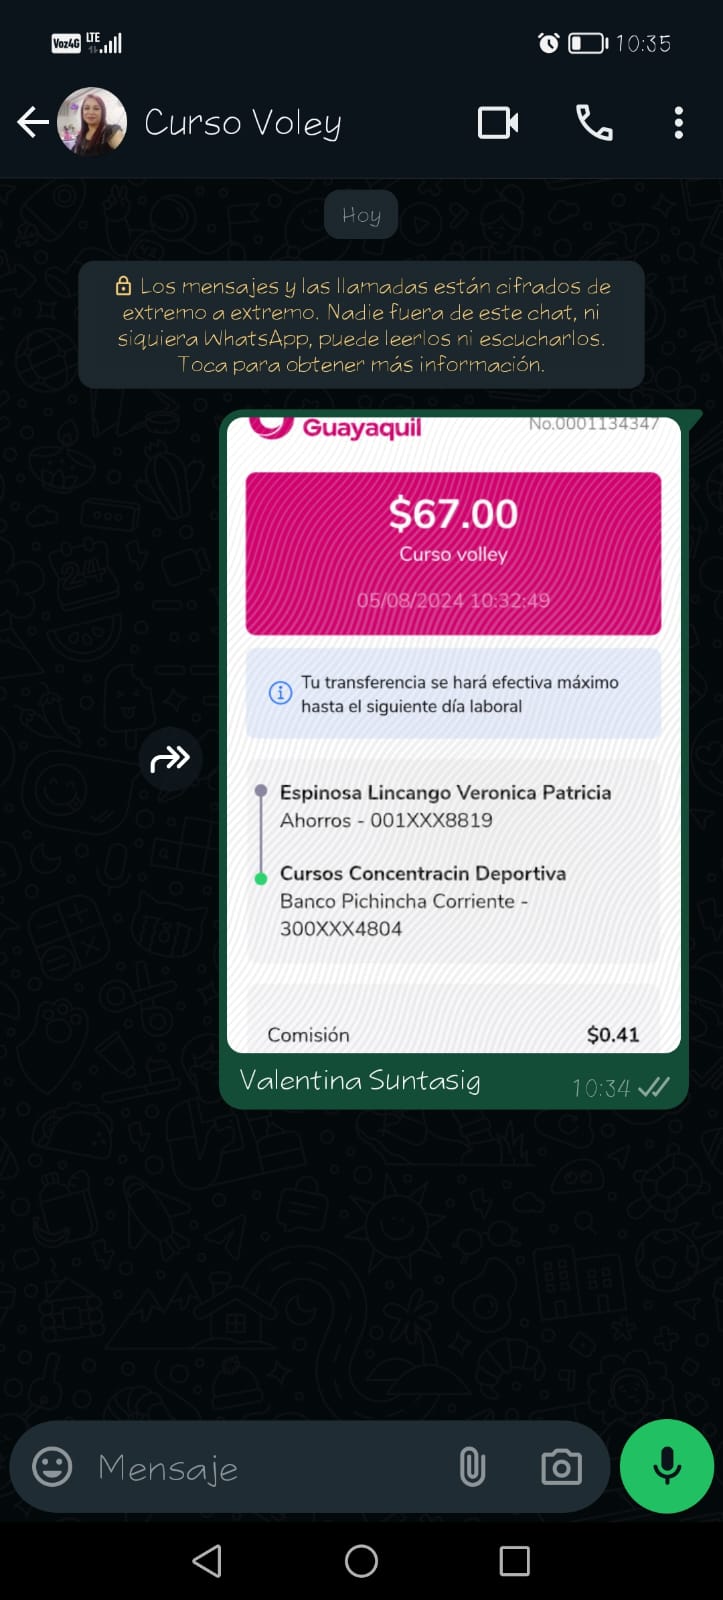 Voz4G LTE 10:35
Curso Voley
Hoy
Los mensajes y las llamadas están cifrados de
extremo a extremo. Nadie fuera de este chat, ni
siquiera WhatsApp, puede leerlos ni escucharlos.
Toca para obtener más información.
Guayaquil No.0001134347
$67.00
Curso volley
05/08/2024 10:32:49
Tu transferencia se hará efectiva máximo
hasta el siguiente día laboral
Espinosa Lincango Veronica Patricia
Ahorros - 001XXX8819
Cursos Concentracin Deportiva
Banco Pichincha Corriente -
300XXX4804
Comisión $0.41
Valentina Suntasig
10:34
Mensaje